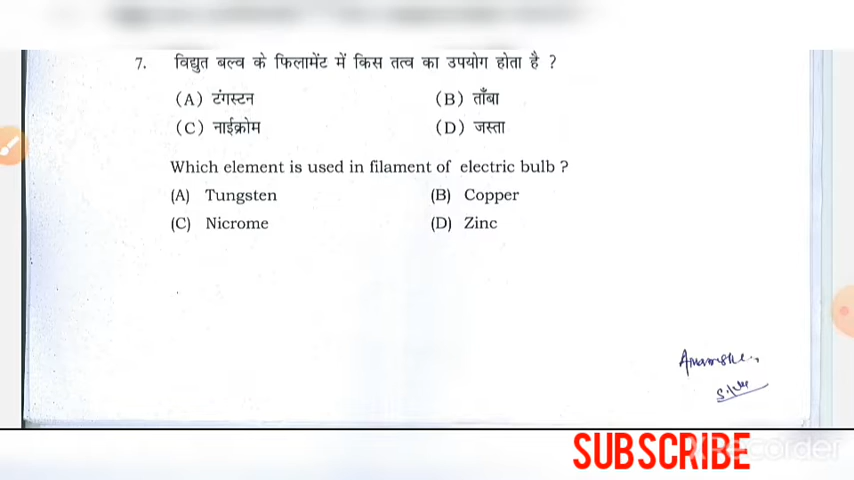 7. विद्युत बल्व के फिलामेंट में किस तत्व का उपयोग होता है ?
(A) टंगस्टन (B) ताँबा
(C) नाईक्रोम (D) जस्ता
Which element is used in filament of electric bulb ?
(A) Tungsten (B) Copper
(C) Nicrome (D) Zinc
SUBSCRIBE